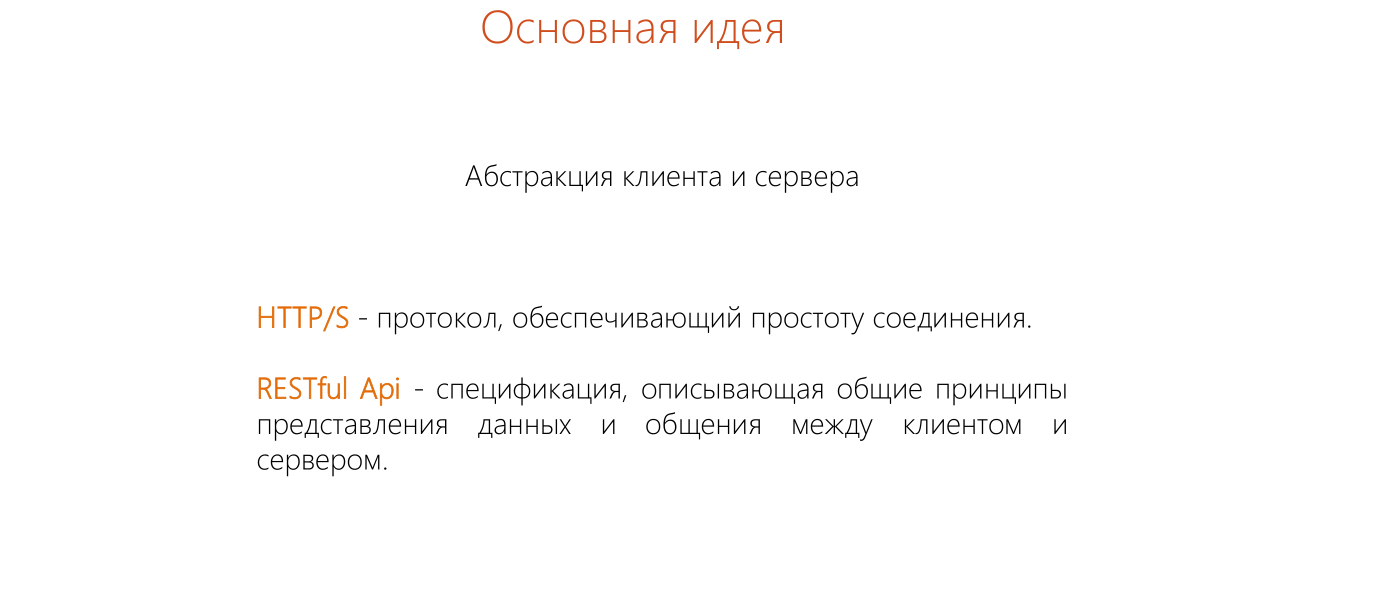 Основная идея
Абстракция клиента и сервера
HTTP/S - протокол, обеспечивающий простоту соединения.
RESTful Api - спецификация, описывающая общие принципы
представления данных и общения между клиентом и
сервером.